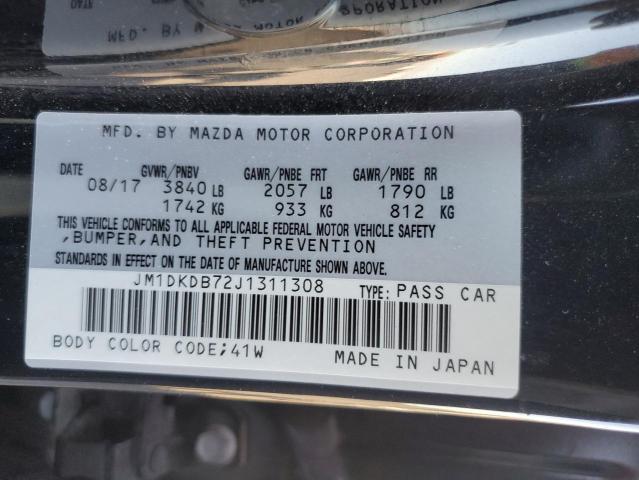 MFD. BY MAZDA MOTOR CORPORATION
DATE GVWR/PNBV GAWR/PNBE FRT GAWR/PNBE RR
08/17 3840 LB 2057 LB 1790 LB
1742 KG 933 KG 812 KG
THIS VEHICLE CONFORMS TO ALL APPLICABLE FEDERAL MOTOR VEHICLE SAFETY
,BUMPER,AND THEFT PREVENTION
STANDARDS IN EFFECT ON THE DATE OF MANUFACTURE SHOWN ABOVE.
JM1DKDB72J1311308 TYPE: PASS CAR
BODY COLOR CODE;41W MADE IN JAPAN